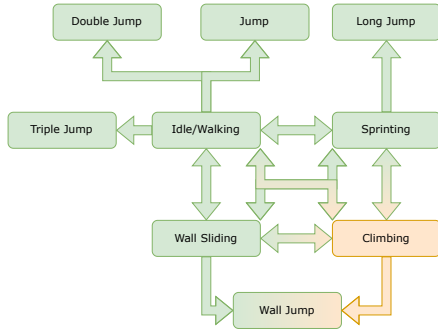 Double Jump
Jump
Long Jump
Triple Jump
Idle/Walking
Sprinting
Wall Sliding
Climbing
Wall Jump